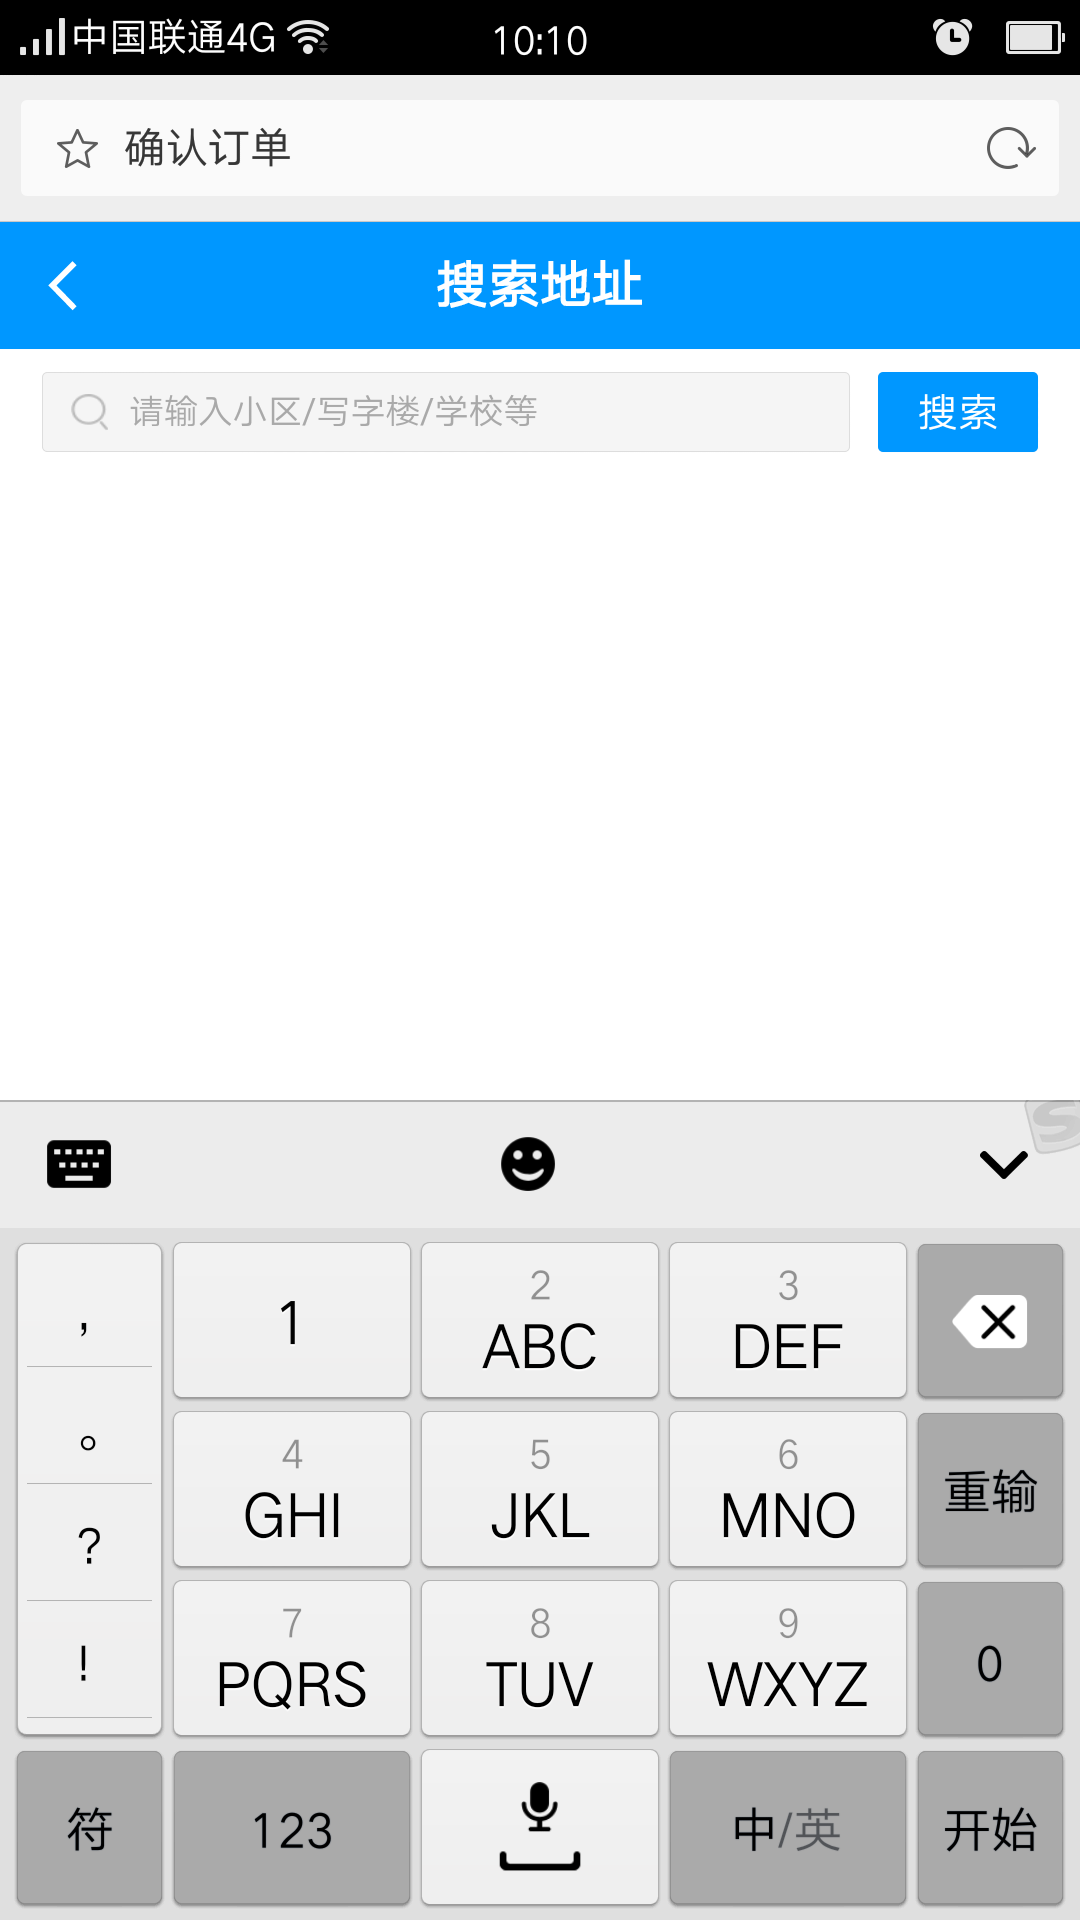 中国联通4G 10:10
确认订单
搜索地址
请输入小区/写字楼/学校等 搜索
, 1 2 ABC 3 DEF
。 4 GHI 5 JKL 6 MNO 重输
? 7 PQRS 8 TUV 9 WXYZ 0
!
符 123 中/英 开始